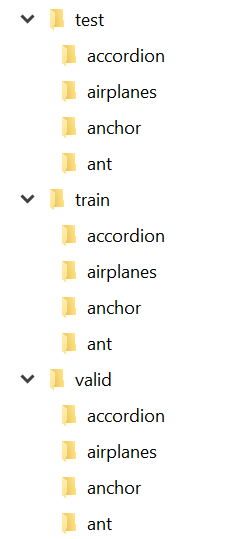 test
accordion
airplanes
anchor
ant
train
accordion
airplanes
anchor
ant
valid
accordion
airplanes
anchor
ant